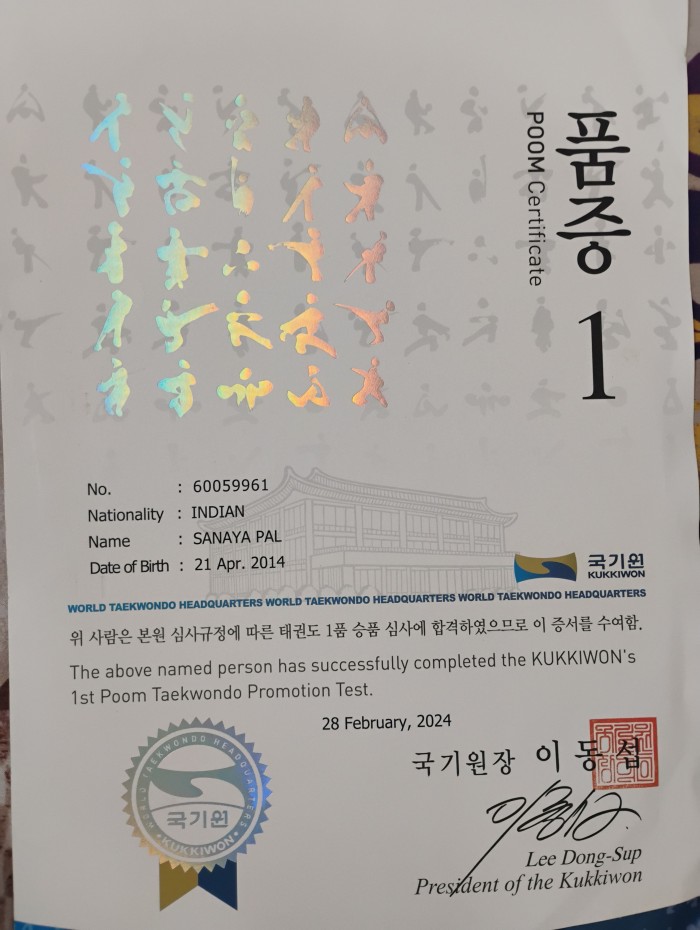 품증
POOM Certificate
1
No. : 60059961
Nationality : INDIAN
Name : SANAYA PAL
Date of Birth : 21 Apr. 2014
국기원
KUKKIWON
WORLD TAEKWONDO HEADQUARTERS WORLD TAEKWONDO HEADQUARTERS WORLD TAEKWONDO HEADQUARTERS
위 사람은 본원 심사규정에 따른 태권도 1품 승품 심사에 합격하였으므로 이 증서를 수여함.
The above named person has successfully completed the KUKKIWON's
1st Poom Taekwondo Promotion Test.
28 February, 2024
국기원장 이동섭
WORLD TAEKWONDO HEADQUARTERS
국기원
KUKKIWON
Lee Dong-Sup
President of the Kukkiwon